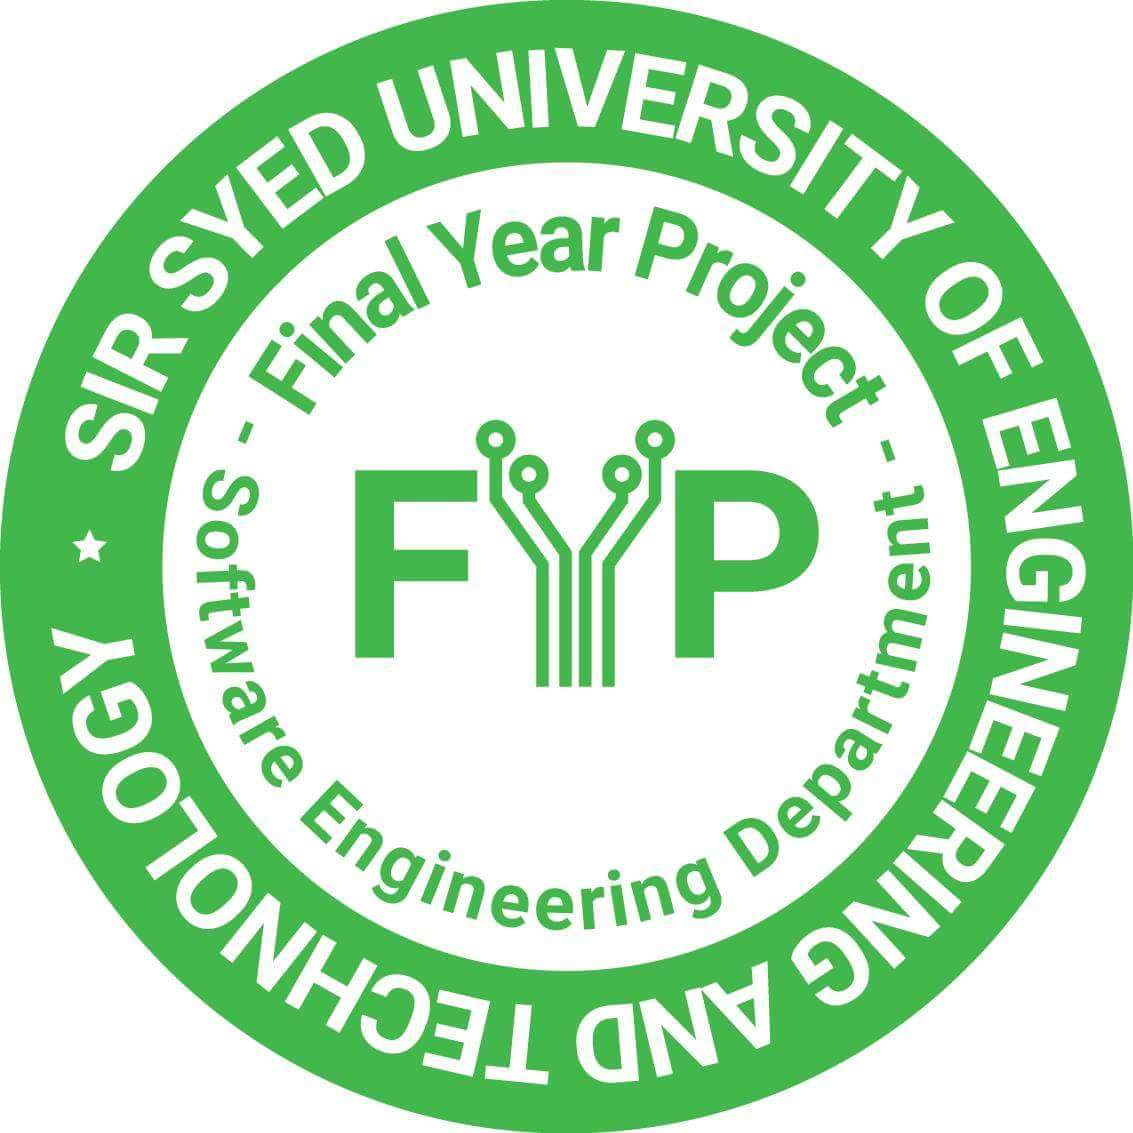 SIR SYED UNIVERSITY OF ENGINEERING AND TECHNOLOGY
- Final Year Project -
FYP
Software Engineering Department